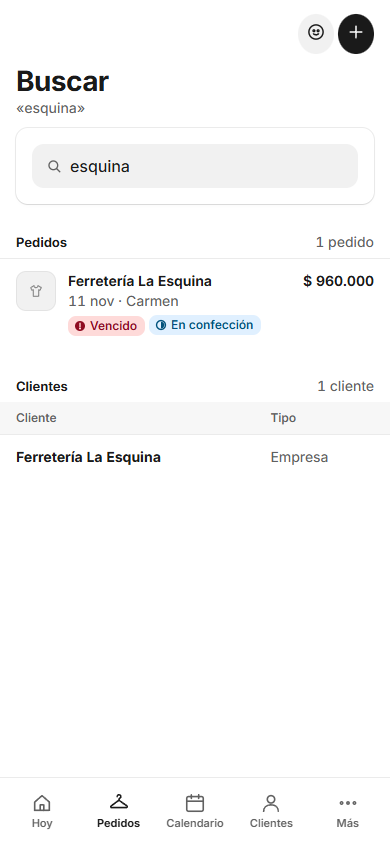 Buscar
«esquina»
esquina
Pedidos 1 pedido
Ferretería La Esquina $ 960.000
11 nov · Carmen
Vencido En confección
Clientes 1 cliente
Cliente Tipo
Ferretería La Esquina Empresa
Hoy Pedidos Calendario Clientes Más